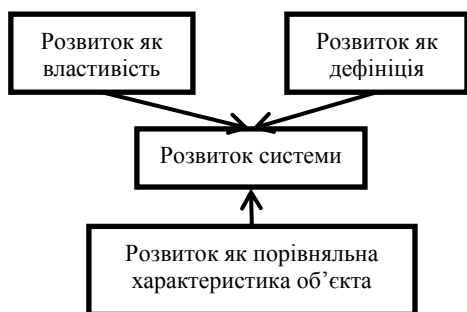 Розвиток як
властивість
Розвиток як
дефініція
Розвиток системи
Розвиток як порівняльна
характеристика об’єкта